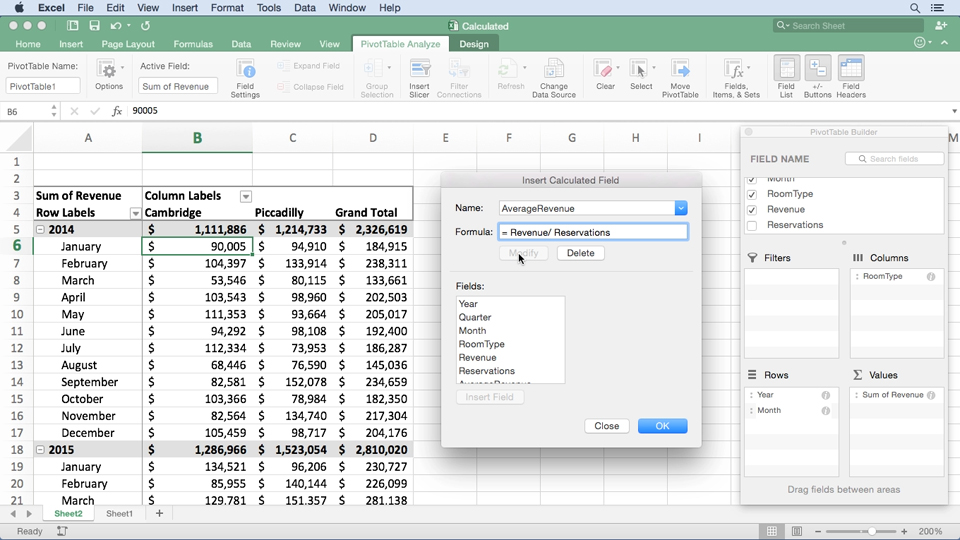 Excel File Edit View Insert Format Tools Data Window Help
Calculated
Search Sheet
Home Insert Page Layout Formulas Data Review View PivotTable Analyze Design
PivotTable Name:
PivotTable1
Options
Active Field:
Sum of Revenue
Field
Settings
Expand Field
Collapse Field
Group
Selection
Insert
Slicer
Filter
Connections
Refresh
Change
Data Source
Clear
Select
Move
PivotTable
Fields,
Items, & Sets
Field
List
+/-
Buttons
Field
Headers
B6 fx 90005
A B C D E F G H I M
1
2
3 Sum of Revenue Column Labels
4 Row Labels Cambridge Piccadilly Grand Total
5 2014 $ 1,111,886 $ 1,214,733 $ 2,326,619
6 January $ 90,005 $ 94,910 $ 184,915
7 February $ 104,397 $ 133,914 $ 238,311
8 March $ 53,546 $ 80,115 $ 133,661
9 April $ 103,543 $ 98,960 $ 202,503
10 May $ 111,353 $ 93,664 $ 205,017
11 June $ 94,292 $ 98,108 $ 192,400
12 July $ 112,334 $ 73,953 $ 186,287
13 August $ 68,446 $ 76,590 $ 145,036
14 September $ 82,581 $ 152,078 $ 234,659
15 October $ 103,366 $ 78,984 $ 182,350
16 November $ 82,564 $ 134,740 $ 217,304
17 December $ 105,459 $ 98,717 $ 204,176
18 2015 $ 1,286,966 $ 1,523,054 $ 2,810,020
19 January $ 134,521 $ 96,206 $ 230,727
20 February $ 85,955 $ 140,144 $ 226,099
21 March $ 129,781 $ 151,357 $ 281,138
Insert Calculated Field
Name: AverageRevenue
Formula: = Revenue/ Reservations
Modify Delete
Fields:
Year
Quarter
Month
RoomType
Revenue
Reservations
AverageRevenue
Insert Field
Close OK
PivotTable Builder
FIELD NAME Search fields
Month
RoomType
Revenue
Reservations
Filters Columns
RoomType
Rows Values
Year Sum of Revenue
Month
Drag fields between areas
Sheet2 Sheet1 +
Ready 200%